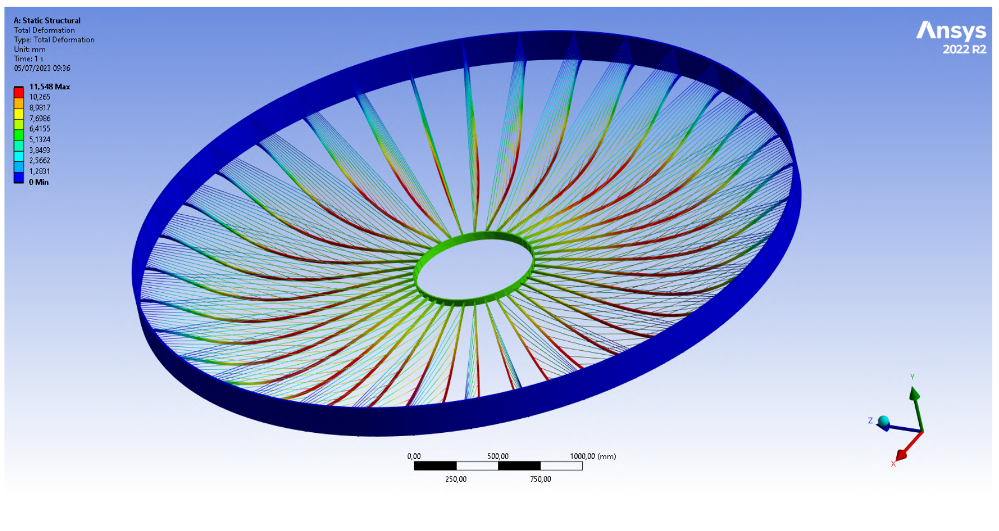 A: Static Structural
Total Deformation
Type: Total Deformation
Unit: mm
Time: 1 s
05/07/2023 09:36
11,548 Max
10,265
8,9817
7,6986
6,4155
5,1324
3,8493
2,5662
1,2831
0 Min
Ansys
2022 R2
0,00 500,00 1000,00 (mm)
250,00 750,00
Y
Z
X